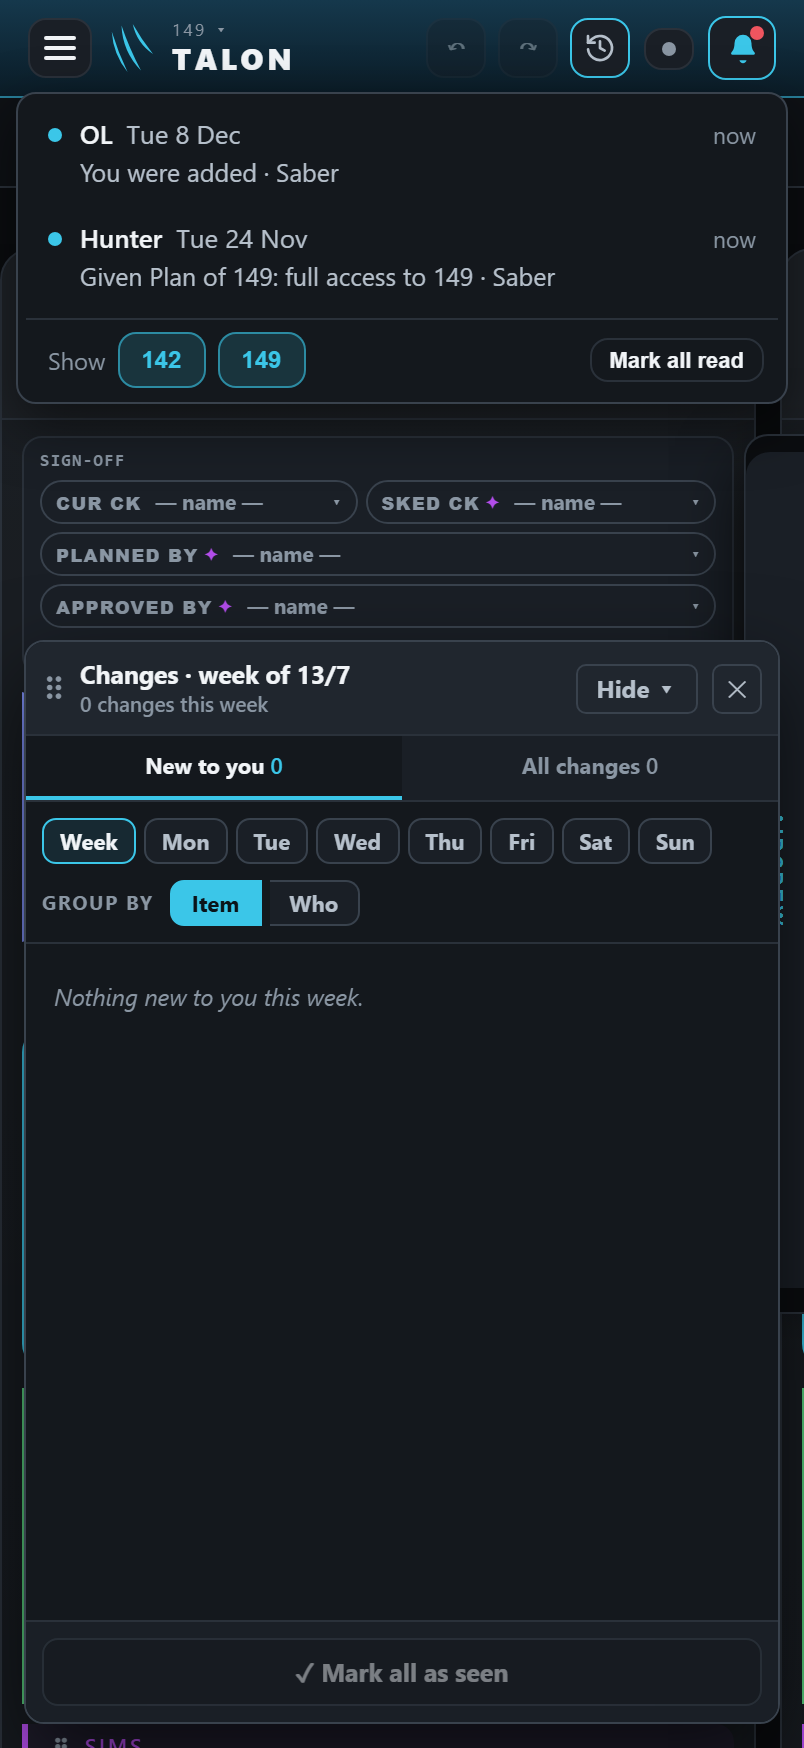 149 ▾
TALON
OL Tue 8 Dec now
You were added · Saber
Hunter Tue 24 Nov now
Given Plan of 149: full access to 149 · Saber
Show 142 149 Mark all read
SIGN-OFF
CUR CK — name — ▾ SKED CK ✦ — name — ▾
PLANNED BY ✦ — name — ▾
APPROVED BY ✦ — name — ▾
Changes · week of 13/7
0 changes this week
Hide ▼
New to you 0 All changes 0
Week Mon Tue Wed Thu Fri Sat Sun
GROUP BY Item Who
Nothing new to you this week.
✓ Mark all as seen
SIMS